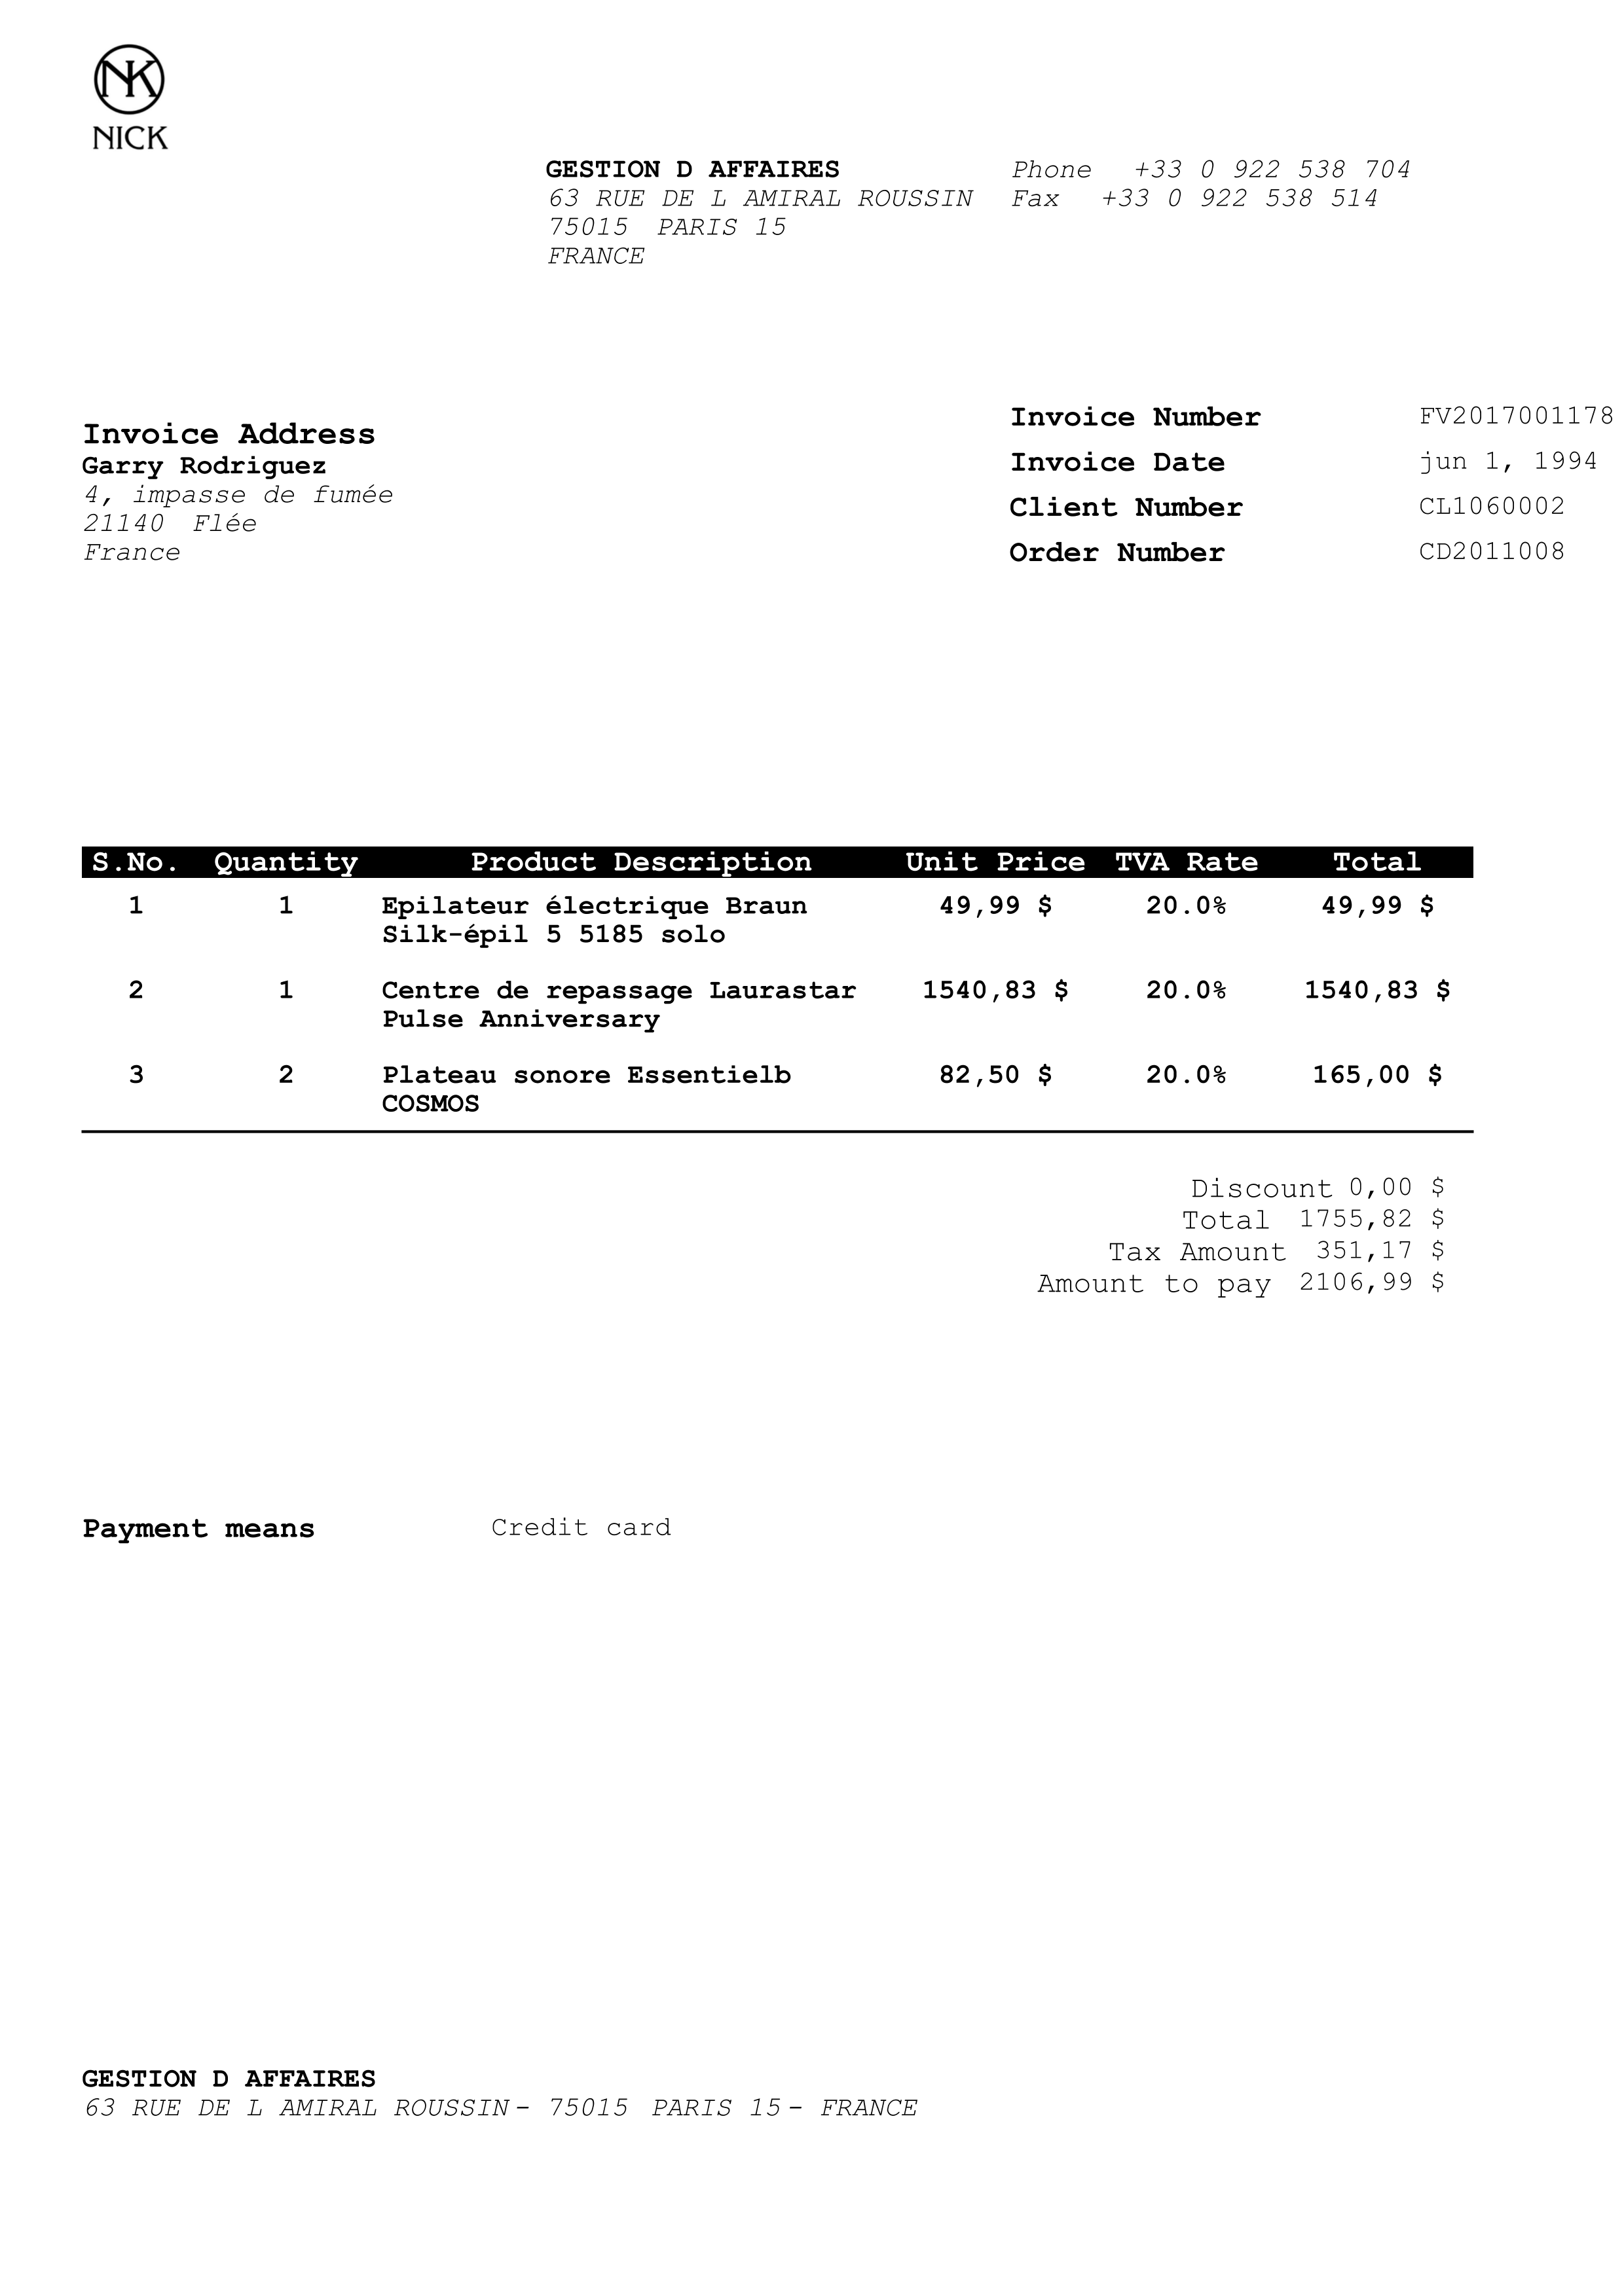 NK
NICK
GESTION D AFFAIRES
63 RUE DE L AMIRAL ROUSSIN
75015 PARIS 15
FRANCE
Phone +33 0 922 538 704
Fax +33 0 922 538 514
Invoice Address
Garry Rodriguez
4, impasse de fumée
21140 Flée
France
Invoice Number FV2017001178
Invoice Date jun 1, 1994
Client Number CL1060002
Order Number CD2011008
S.No. Quantity Product Description Unit Price TVA Rate Total
1 1 Epilateur électrique Braun 49,99 $ 20.0% 49,99 $
Silk-épil 5 5185 solo
2 1 Centre de repassage Laurastar 1540,83 $ 20.0% 1540,83 $
Pulse Anniversary
3 2 Plateau sonore Essentielb 82,50 $ 20.0% 165,00 $
COSMOS
Discount 0,00 $
Total 1755,82 $
Tax Amount 351,17 $
Amount to pay 2106,99 $
Payment means Credit card
GESTION D AFFAIRES
63 RUE DE L AMIRAL ROUSSIN - 75015 PARIS 15 - FRANCE